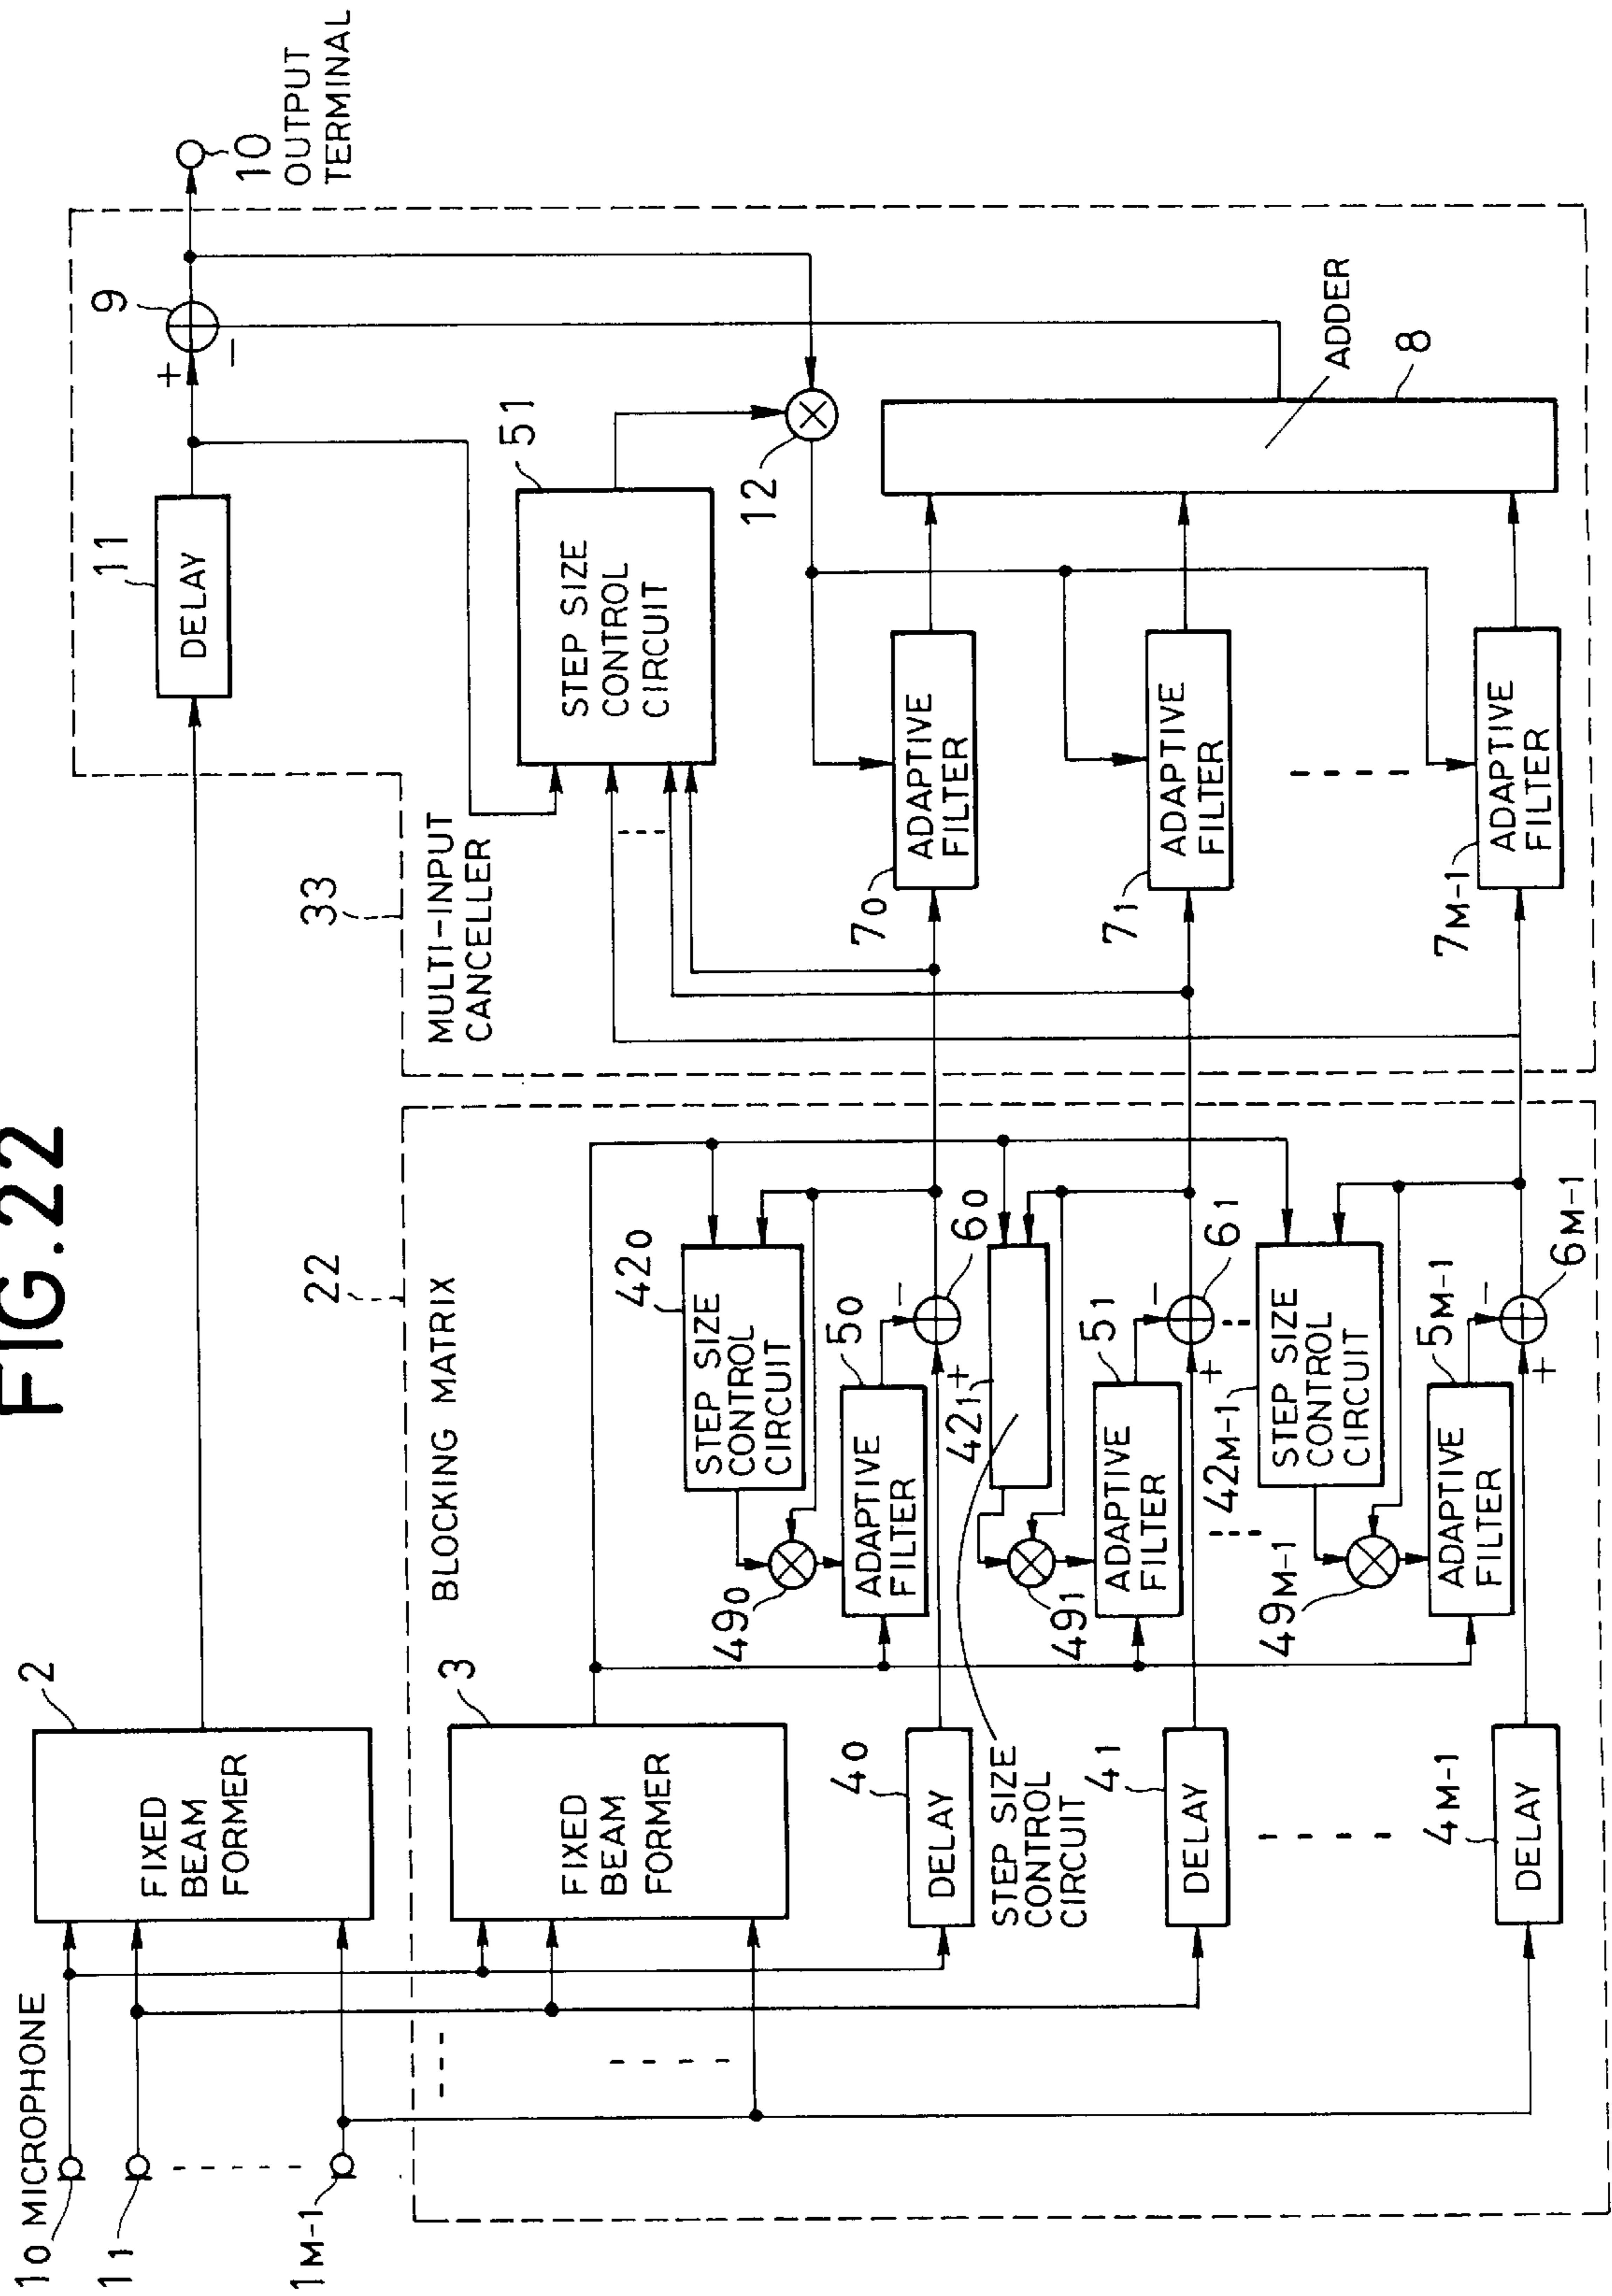 FIG.22
10 MICROPHONE
11
1M-1
2
FIXED
BEAM
FORMER
11
DELAY
+
-
9
10
OUTPUT
TERMINAL
22
BLOCKING MATRIX
3
FIXED
BEAM
FORMER
420
STEP SIZE
CONTROL
CIRCUIT
490
50
ADAPTIVE
FILTER
-
+
60
40
DELAY
STEP SIZE
CONTROL
CIRCUIT
421
491
51
ADAPTIVE
FILTER
-
+
61
41
DELAY
42M-1
STEP SIZE
CONTROL
CIRCUIT
49M-1
5M-1
ADAPTIVE
FILTER
-
+
6M-1
4M-1
DELAY
33
MULTI-INPUT
CANCELLER
51
STEP SIZE
CONTROL
CIRCUIT
12
70
ADAPTIVE
FILTER
71
ADAPTIVE
FILTER
7M-1
ADAPTIVE
FILTER
ADDER
8